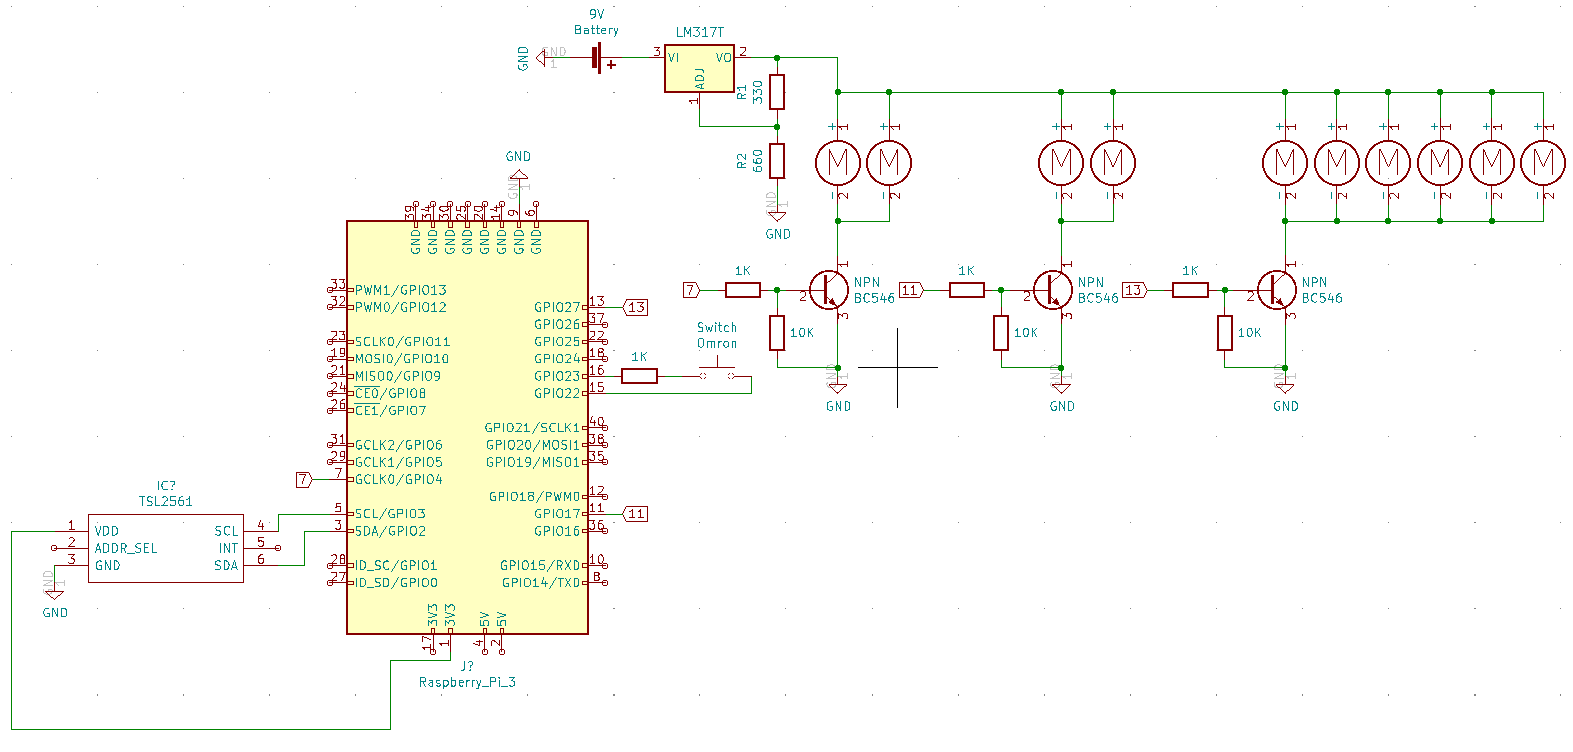 9V
Battery
LM317T
GND
GND
1
3
VI
VO
2
ADJ
1
R1
330
R2
660
GND
1
GND
+
1
M
-
2
+
1
M
-
2
+
1
M
-
2
+
1
M
-
2
+
1
M
-
2
+
1
M
-
2
+
1
M
-
2
+
1
M
-
2
+
1
M
-
2
+
1
M
-
2
7
1K
2
1
3
NPN
BC546
10K
GND
1
GND
11
1K
2
1
3
NPN
BC546
10K
GND
1
GND
13
1K
2
1
3
NPN
BC546
10K
GND
1
GND
Switch
Omron
1K
GND
GND
1
39
34
30
25
20
14
9
6
GND
GND
GND
GND
GND
GND
GND
GND
33
PWM1/GPIO13
32
PWM0/GPIO12
23
SCLK0/GPIO11
19
MOSI0/GPIO10
21
MISO0/GPIO9
24
CE0/GPIO8
26
CE1/GPIO7
31
GCLK2/GPIO6
29
GCLK1/GPIO5
7
7
GCLK0/GPIO4
5
SCL/GPIO3
3
SDA/GPIO2
28
ID_SC/GPIO1
27
ID_SD/GPIO0
GPIO27
13
13
GPIO26
37
GPIO25
22
GPIO24
18
GPIO23
16
GPIO22
15
GPIO21/SCLK1
40
GPIO20/MOSI1
38
GPIO19/MISO1
35
GPIO18/PWM0
12
GPIO17
11
11
GPIO16
36
GPIO15/RXD
10
GPIO14/TXD
8
3V3
3V3
5V
5V
17
1
4
2
J?
Raspberry_Pi_3
IC?
TSL2561
1
VDD
2
ADDR_SEL
3
GND
SCL
4
INT
5
SDA
6
GND
1
GND